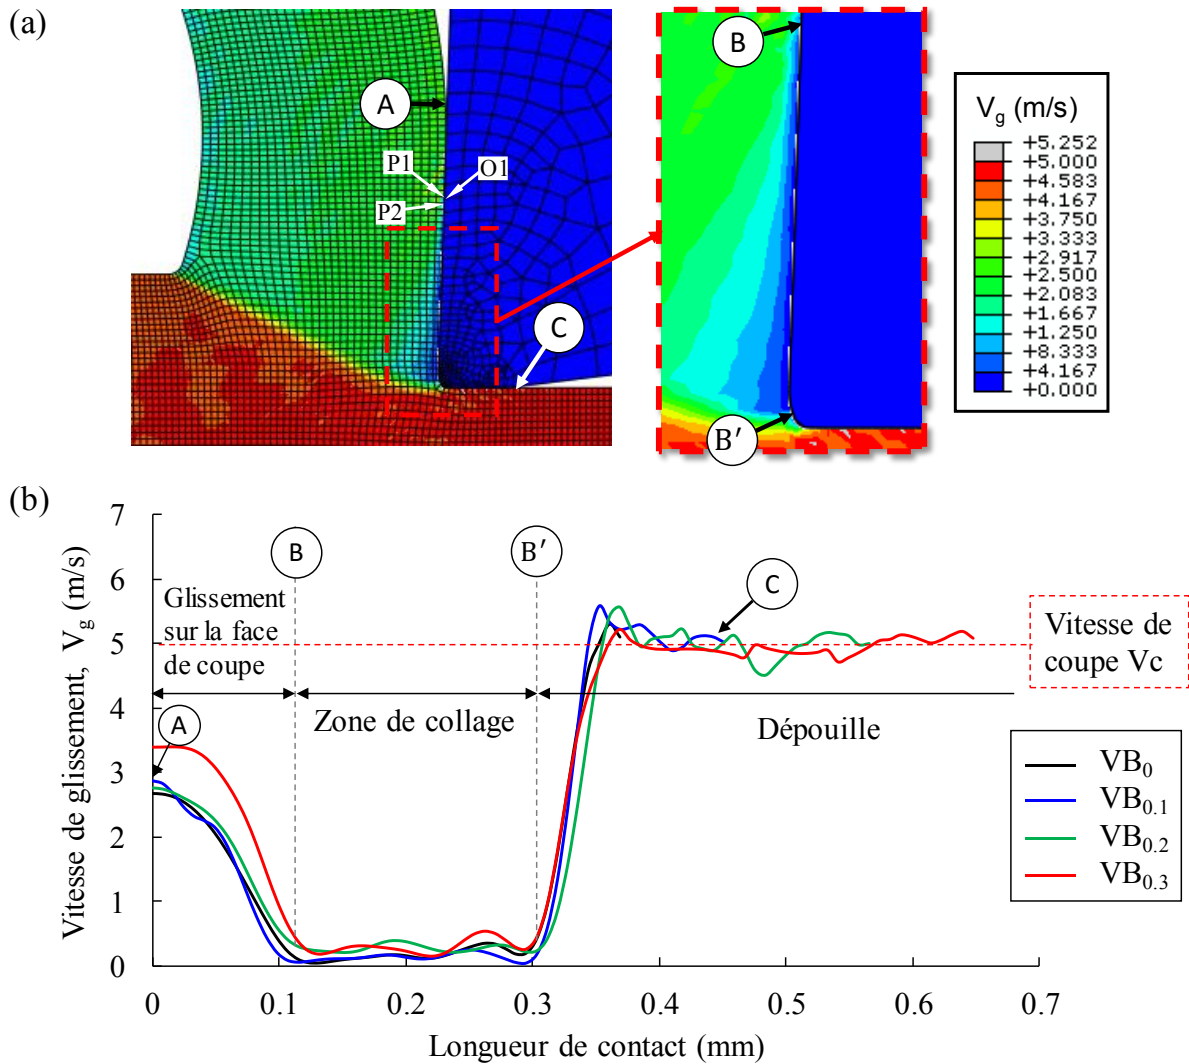 (a)
A
P1
O1
P2
C
B
B′
V_g (m/s)
+5.252
+5.000
+4.583
+4.167
+3.750
+3.333
+2.917
+2.500
+2.083
+1.667
+1.250
+8.333
+4.167
+0.000
(b)
Vitesse de glissement, V_g (m/s)
7
6
5
4
3
2
1
0
B
B′
C
A
Glissement
sur la face
de coupe
Zone de collage
Dépouille
Vitesse de
coupe Vc
VB_0
VB_0.1
VB_0.2
VB_0.3
0
0.1
0.2
0.3
0.4
0.5
0.6
0.7
Longueur de contact (mm)